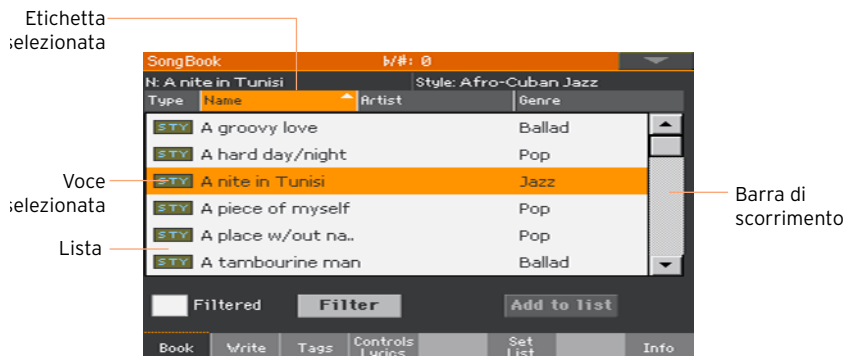 Etichetta
selezionata
SongBook b/#: 0
N: A nite in Tunisi Style: Afro-Cuban Jazz
Type Name Artist Genre
STY A groovy love Ballad
STY A hard day/night Pop
STY A nite in Tunisi Jazz
STY A piece of myself Pop
STY A place w/out na.. Pop
STY A tambourine man Ballad
Voce
selezionata
Lista
Barra di
scorrimento
Filtered Filter Add to list
Book Write Tags Controls Lyrics Set List Info